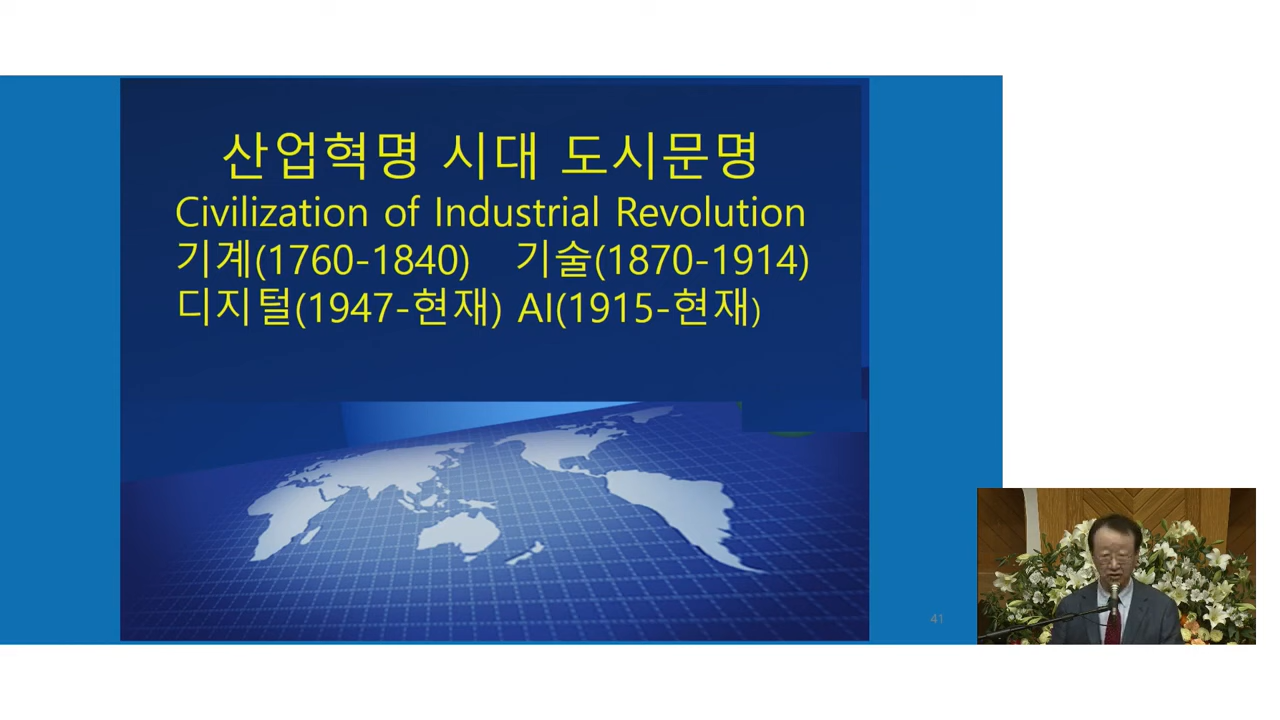 산업혁명 시대 도시문명
Civilization of Industrial Revolution
기계(1760-1840) 기술(1870-1914)
디지털(1947-현재) AI(1915-현재)
41